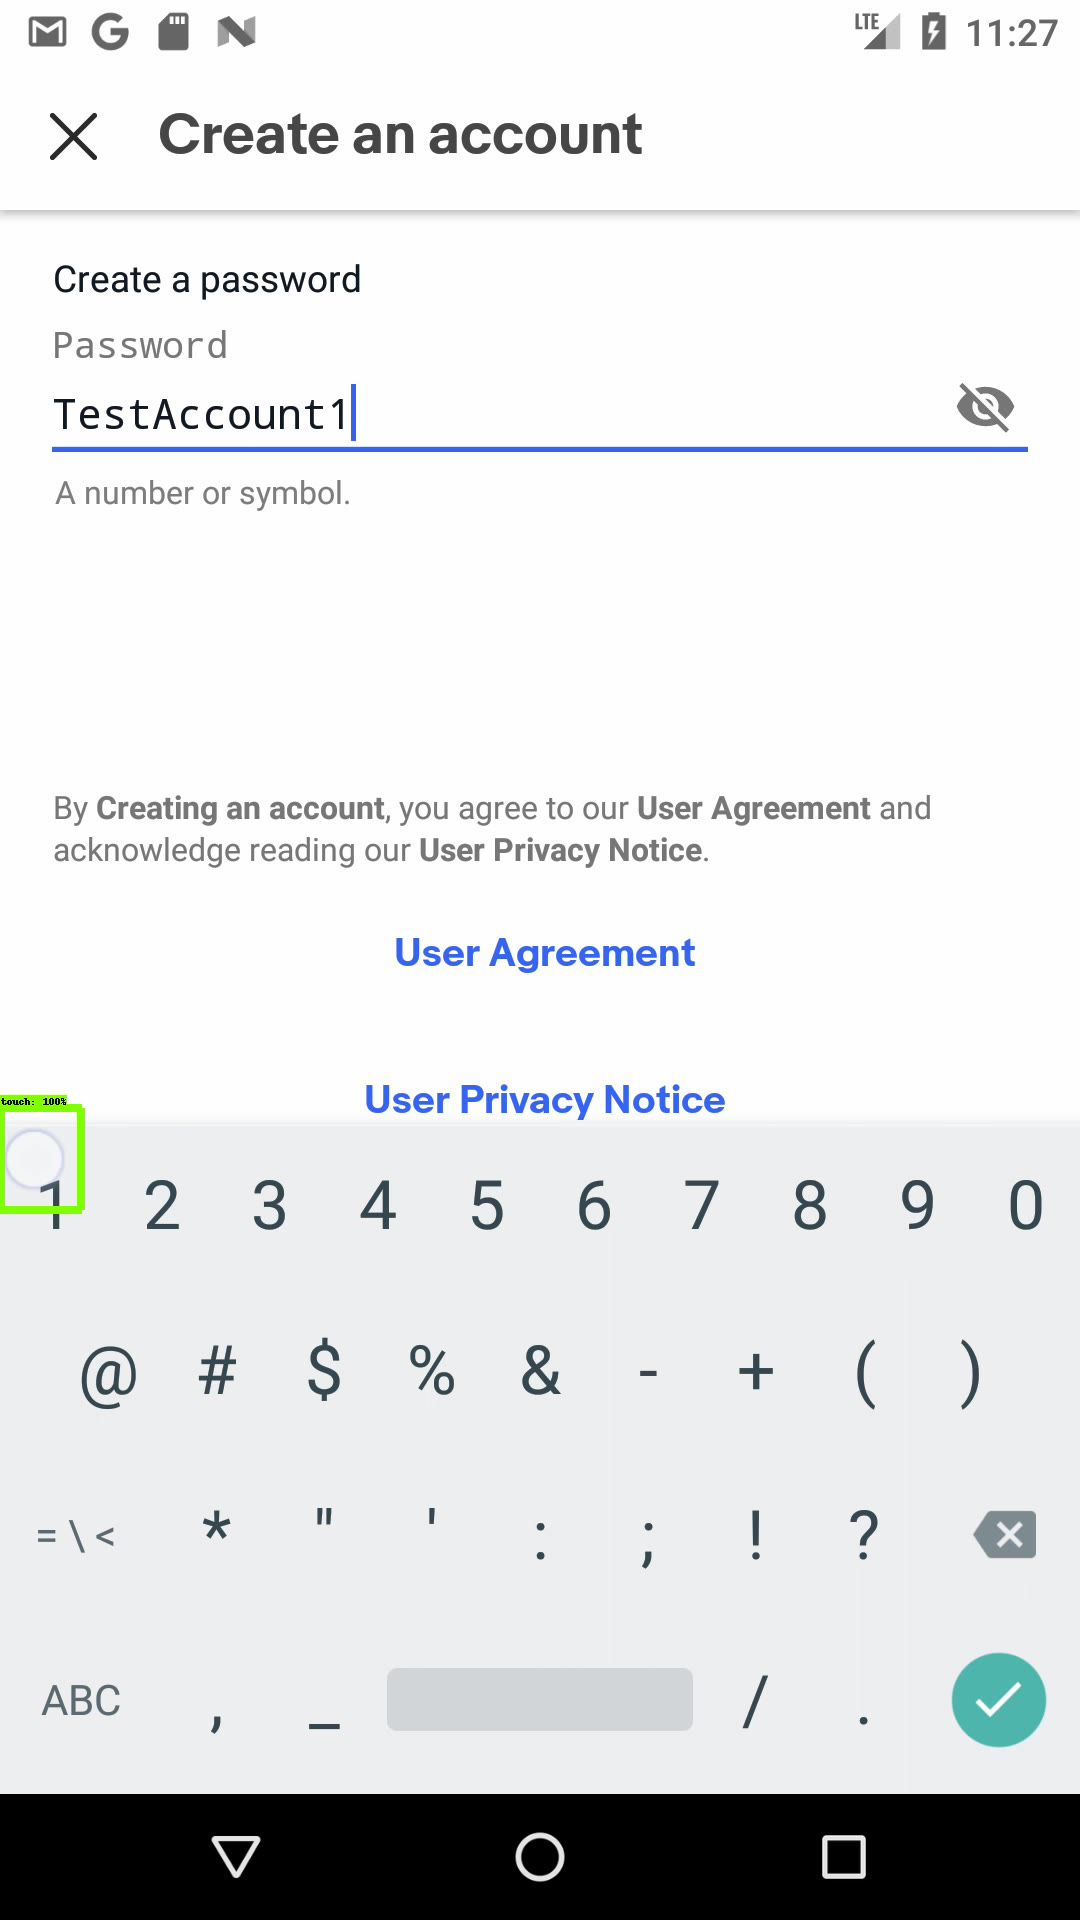 LTE 11:27
Create an account
Create a password
Password
TestAccount1
A number or symbol.
By Creating an account, you agree to our User Agreement and
acknowledge reading our User Privacy Notice.
User Agreement
User Privacy Notice
touch: 100%
1 2 3 4 5 6 7 8 9 0
@ # $ % & - + ( )
= \ < * " ' : ; ! ?
ABC , _ / .